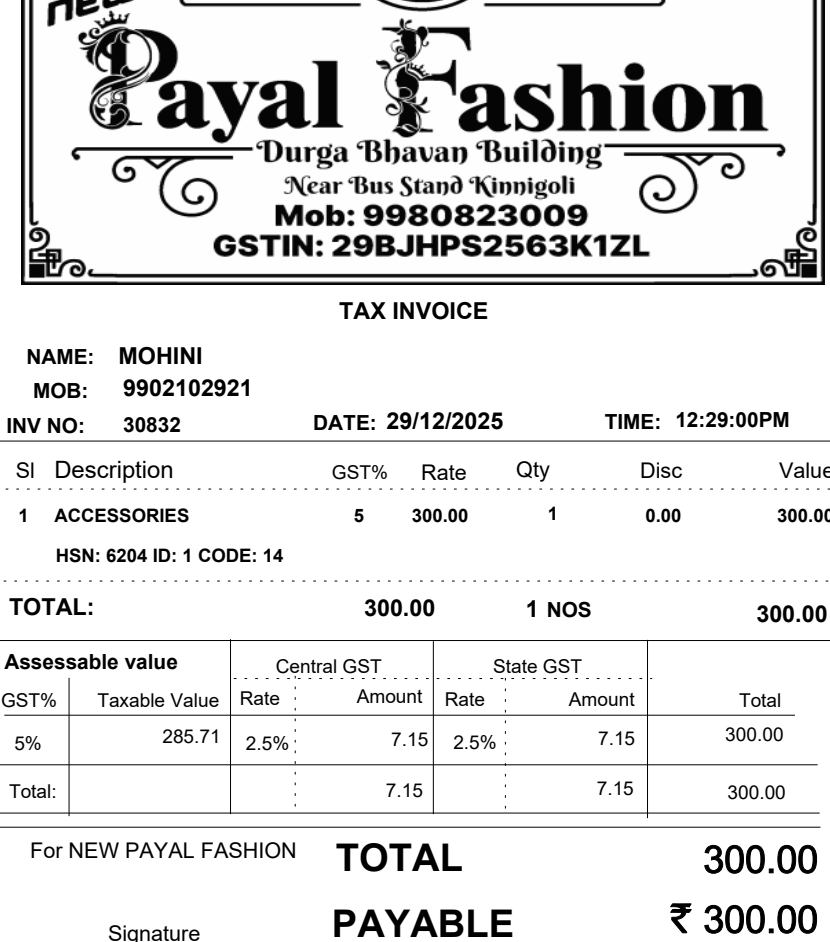 new
Payal Fashion
Durga Bhavan Building
Near Bus Stand Kinnigoli
Mob: 9980823009
GSTIN: 29BJHPS2563K1ZL
TAX INVOICE
NAME: MOHINI
MOB: 9902102921
INV NO: 30832 DATE: 29/12/2025 TIME: 12:29:00PM
Sl Description GST% Rate Qty Disc Value
1 ACCESSORIES 5 300.00 1 0.00 300.00
HSN: 6204 ID: 1 CODE: 14
TOTAL: 300.00 1 NOS 300.00
Assessable value Central GST State GST
GST% Taxable Value Rate Amount Rate Amount Total
5% 285.71 2.5% 7.15 2.5% 7.15 300.00
Total: 7.15 7.15 300.00
For NEW PAYAL FASHION TOTAL 300.00
Signature PAYABLE ₹ 300.00